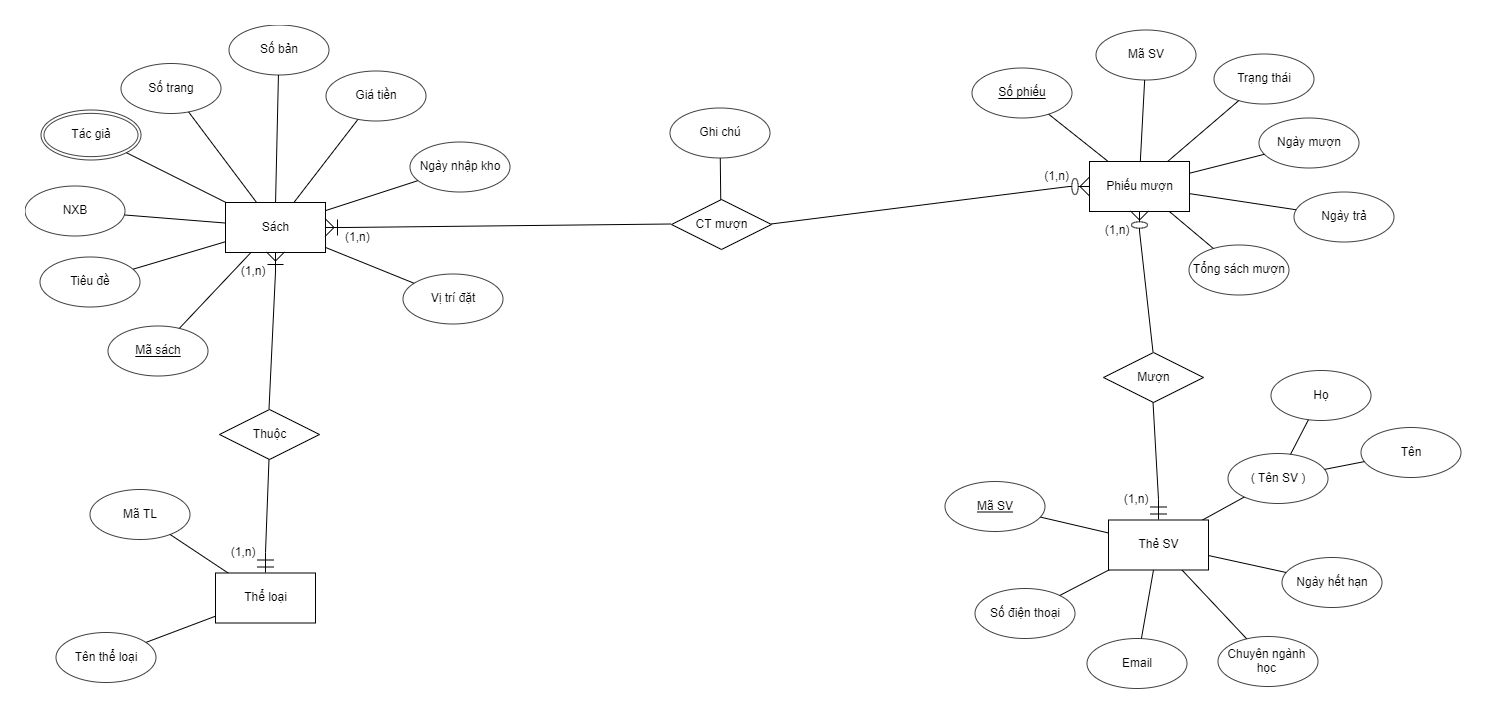 Số bản
Mã SV
Số trang
Giá tiền
Số phiếu
Trạng thái
Tác giả
Ghi chú
Ngày mượn
Ngày nhập kho
(1,n)
Phiếu mượn
NXB
Sách
CT mượn
Ngày trả
(1,n)
(1,n)
(1,n)
Tiêu đề
Vị trí đặt
Tổng sách mượn
Mã sách
Mượn
Họ
Thuộc
Tên
( Tên SV )
(1,n)
Mã TL
Mã SV
(1,n)
Thẻ SV
Thể loại
Ngày hết hạn
Số điện thoại
Tên thể loại
Email
Chuyên ngành
học